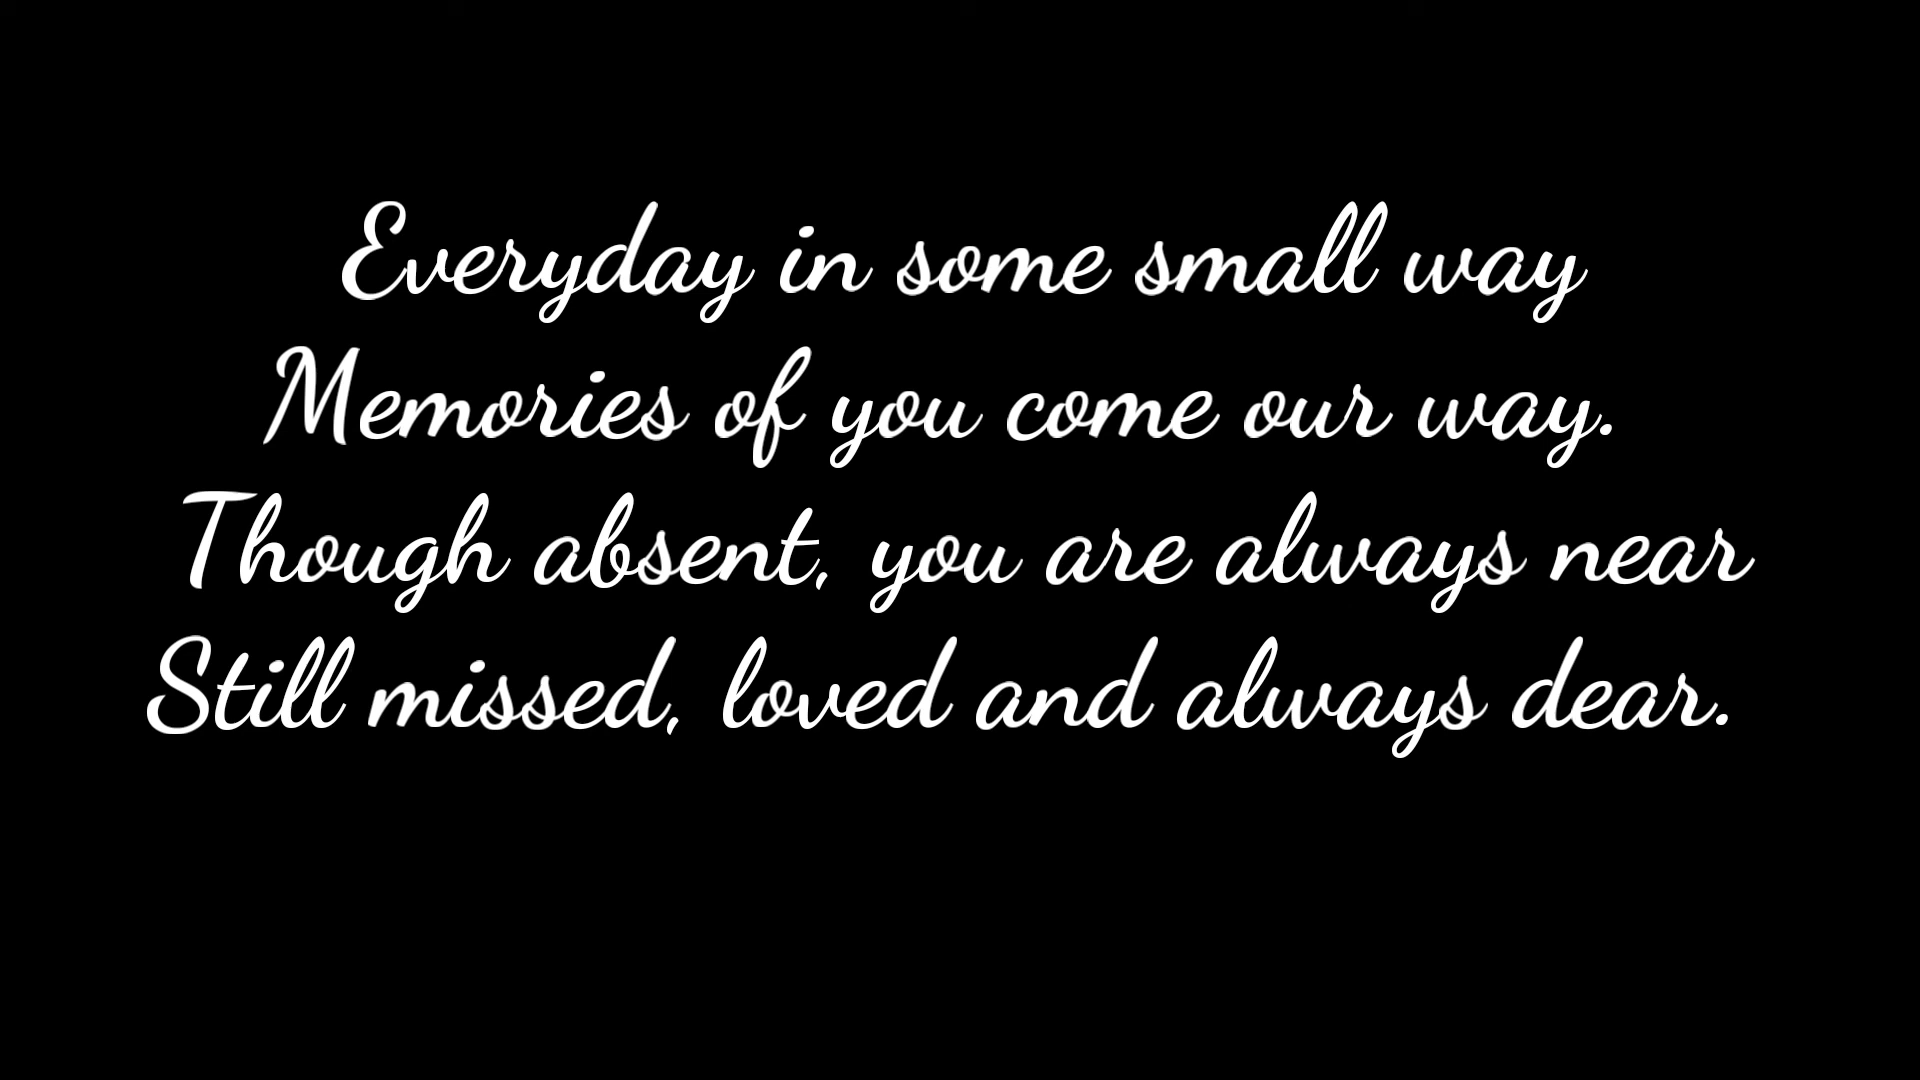 Everyday in some small way
Memories of you come our way.
Though absent, you are always near
Still missed, loved and always dear.